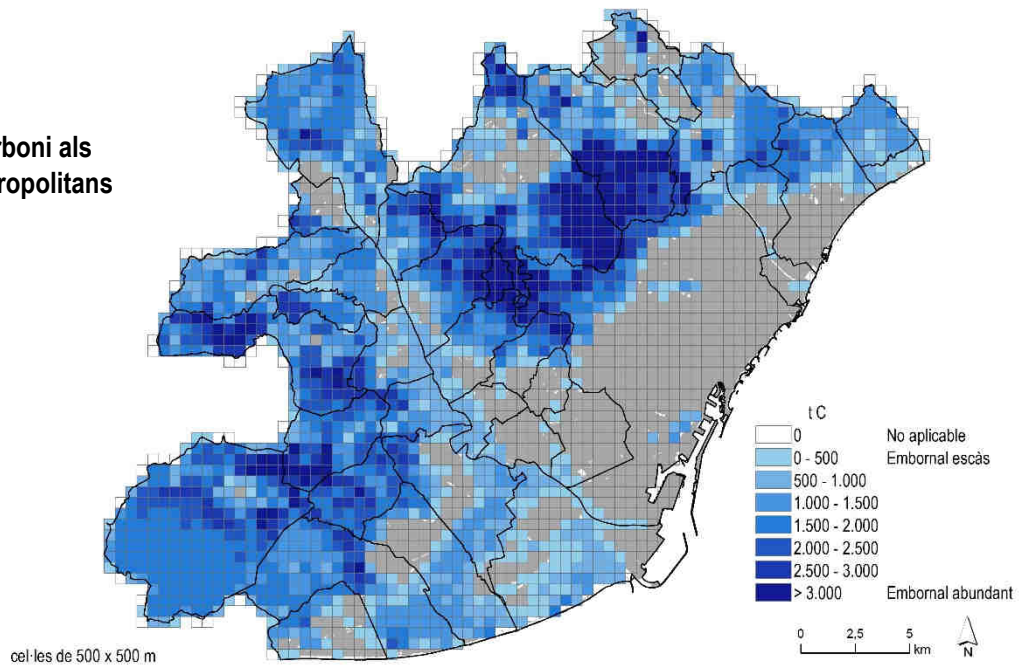 rboni als
ropolitans
t C
0 No aplicable
0 - 500 Embornal escàs
500 - 1.000
1.000 - 1.500
1.500 - 2.000
2.000 - 2.500
2.500 - 3.000
> 3.000 Embornal abundant
0 2,5 5
km
N
cel·les de 500 x 500 m